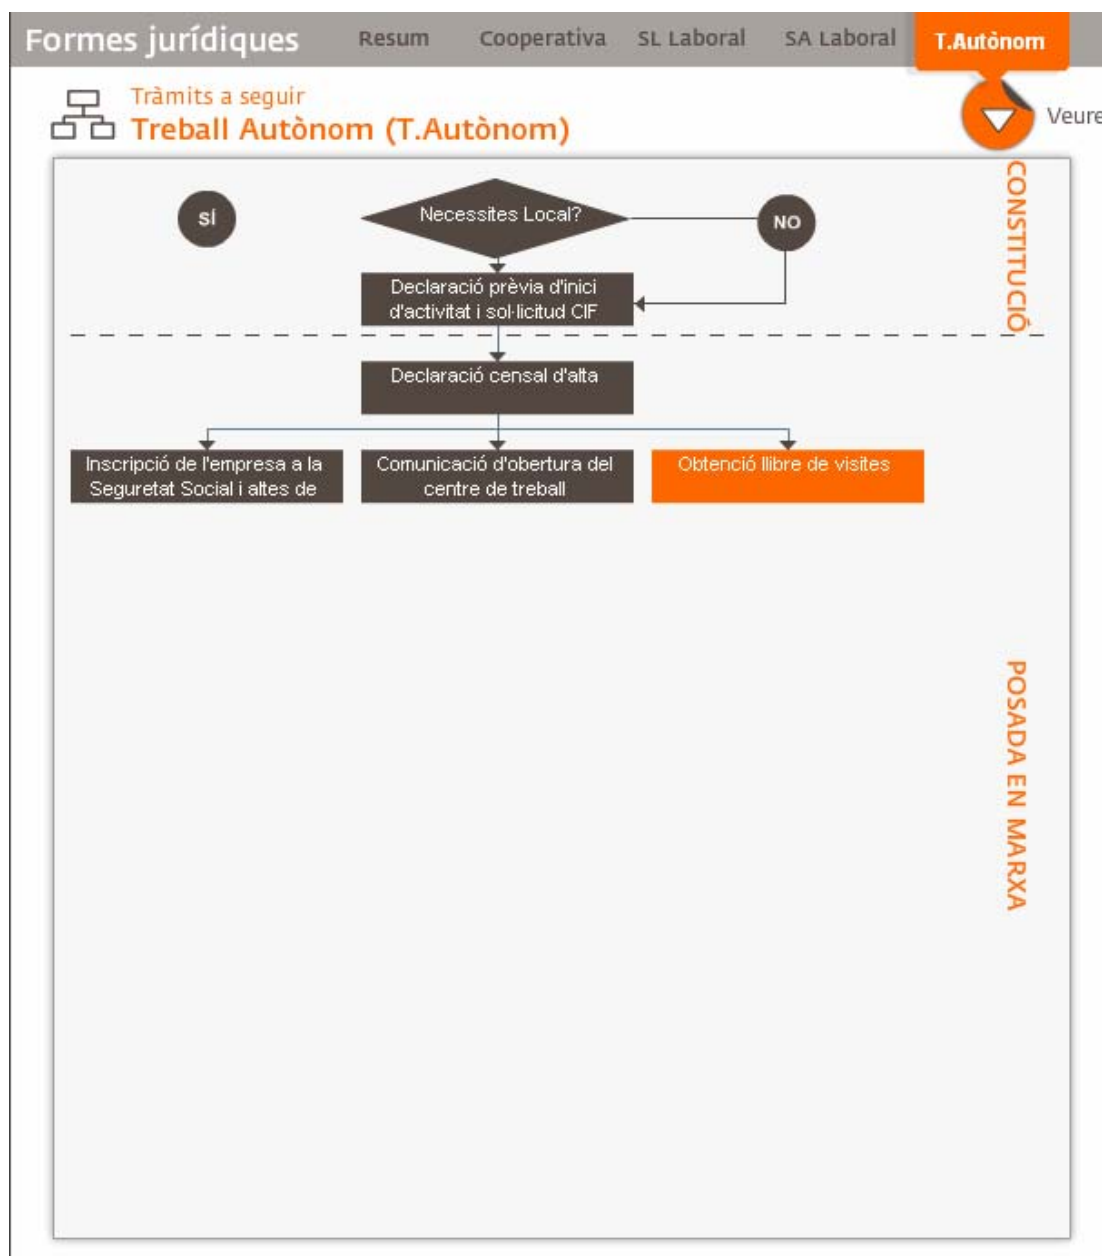 Formes jurídiques
Resum
Cooperativa
SL Laboral
SA Laboral
T.Autònom
Tràmits a seguir
Treball Autònom (T.Autònom)
Veure
CONSTITUCIÓ
SÍ
Necessites Local?
NO
Declaració prèvia d'inici
d'activitat i sol·licitud CIF
Declaració censal d'alta
Inscripció de l'empresa a la
Seguretat Social i altes de
Comunicació d'obertura del
centre de treball
Obtenció llibre de visites
POSADA EN MARXA